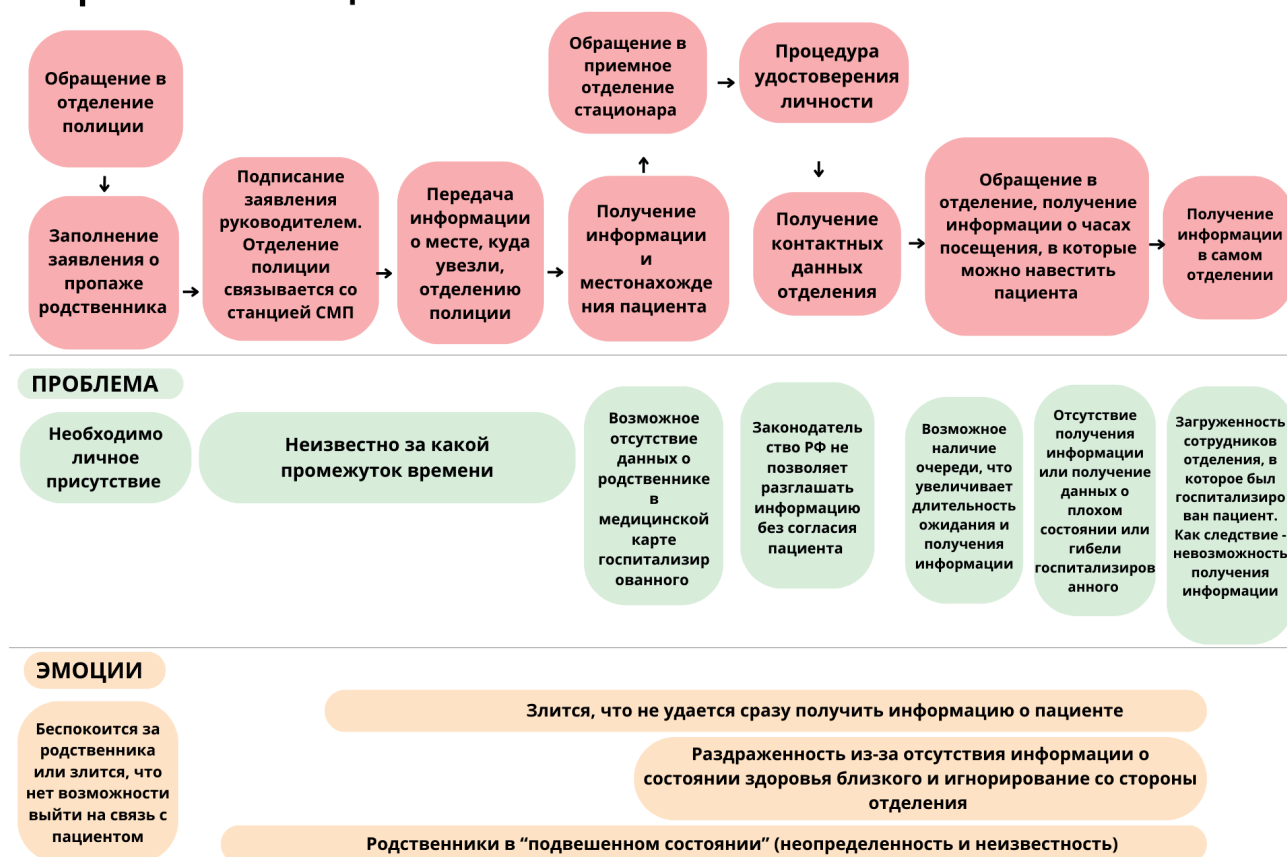 Обращение в
отделение
полиции
Заполнение
заявления о
пропаже
родственника
Подписание
заявления
руководителем.
Отделение
полиции
связывается со
станцией СМП
Передача
информации
о месте, куда
увезли,
отделению
полиции
Получение
информации
и
местонахожде
ния пациента
Обращение в
приемное
отделение
стационара
Процедура
удостоверения
личности
Получение
контактных
данных
отделения
Обращение в
отделение, получение
информации о часах
посещения, в которые
можно навестить
пациента
Получение
информации
в самом
отделении
ПРОБЛЕМА
Необходимо
личное
присутствие
Неизвестно за какой
промежуток времени
Возможное
отсутствие
данных о
родственнике
в
медицинской
карте
госпитализир
ованного
Законодатель
ство РФ не
позволяет
разглашать
информацию
без согласия
пациента
Возможное
наличие
очереди, что
увеличивает
длительность
ожидания и
получения
информации
Отсутствие
получения
информации
или получение
данных о
плохом
состоянии или
гибели
госпитализиров
анного
Загруженность
сотрудников
отделения, в
которое был
госпитализиро
ван пациент.
Как следствие -
невозможность
получения
информации
ЭМОЦИИ
Беспокоится за
родственника
или злится, что
нет возможности
выйти на связь с
пациентом
Злится, что не удается сразу получить информацию о пациенте
Раздраженность из-за отсутствия информации о
состоянии здоровья близкого и игнорирование со стороны
отделения
Родственники в “подвешенном состоянии” (неопределенность и неизвестность)